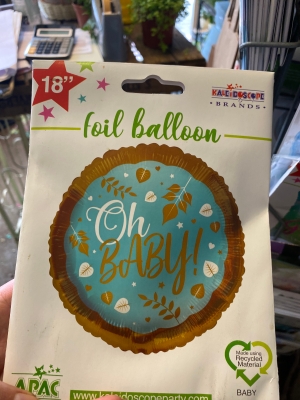 18"
KALEIDOSCOPE
BRANDS
foil balloon
Oh
BABY!
Made using
Recycled
Material
BABY
APAC
www.kaleidoscopeparty.com